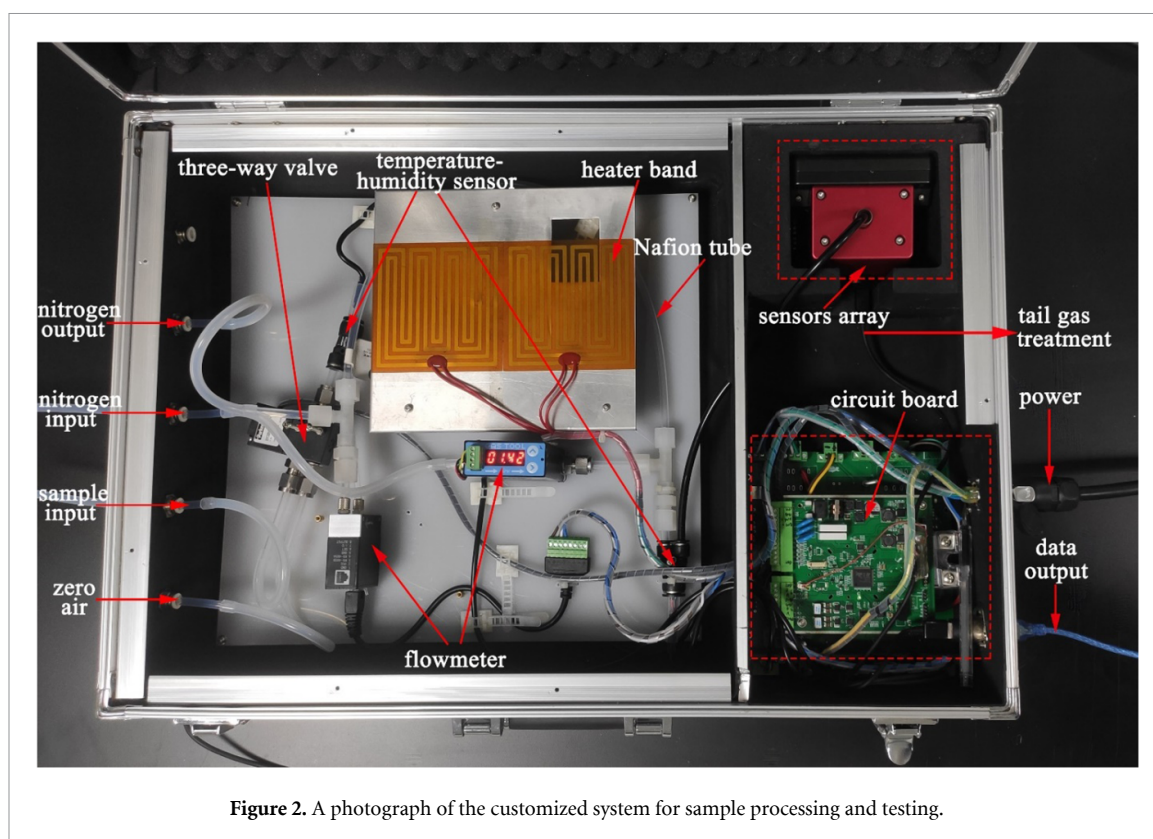 three-way valve
temperature-
humidity sensor
heater band
Nafion tube
nitrogen
output
sensors array
tail gas
treatment
nitrogen
input
circuit board
power
01.42
sample
input
data
output
zero
air
flowmeter
Figure 2. A photograph of the customized system for sample processing and testing.